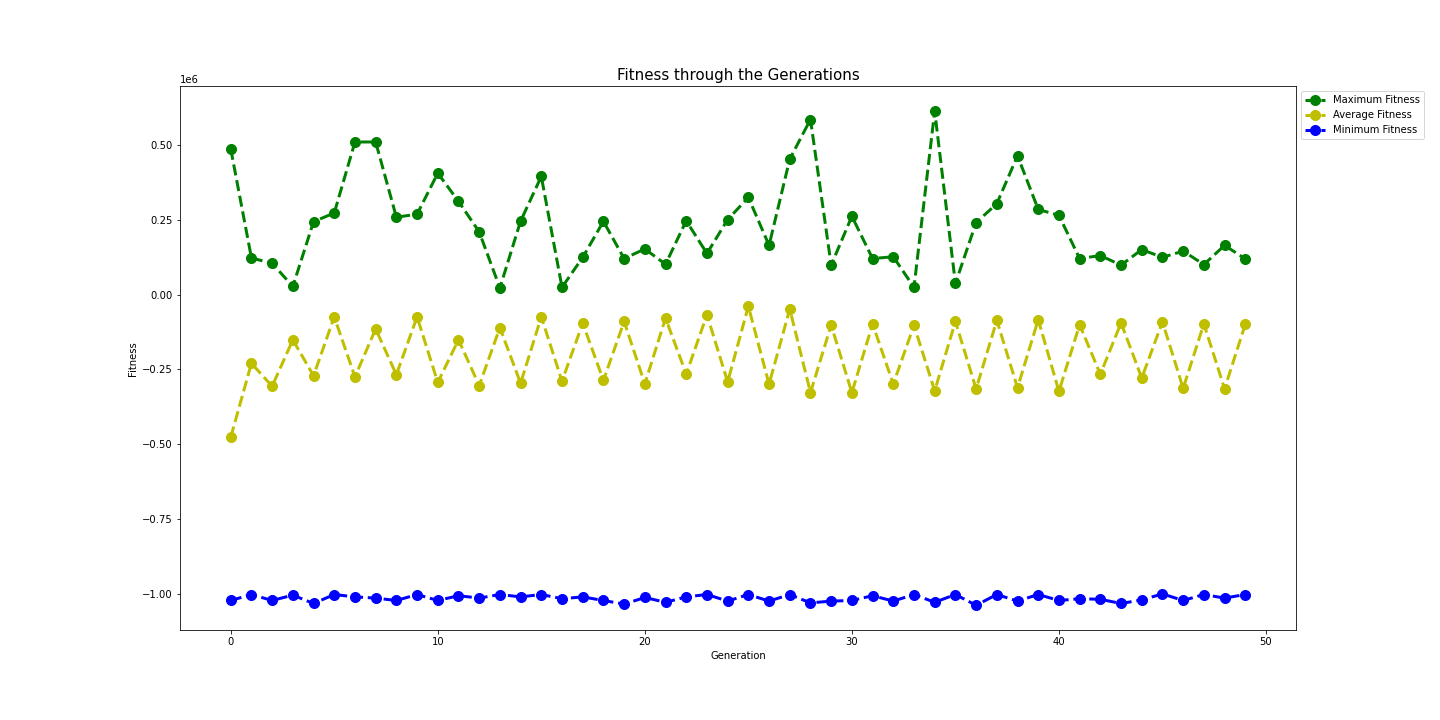 Fitness through the Generations
1e6
Maximum Fitness
Average Fitness
Minimum Fitness
0.50
0.25
0.00
−0.25
−0.50
−0.75
−1.00
Fitness
0 10 20 30 40 50
Generation